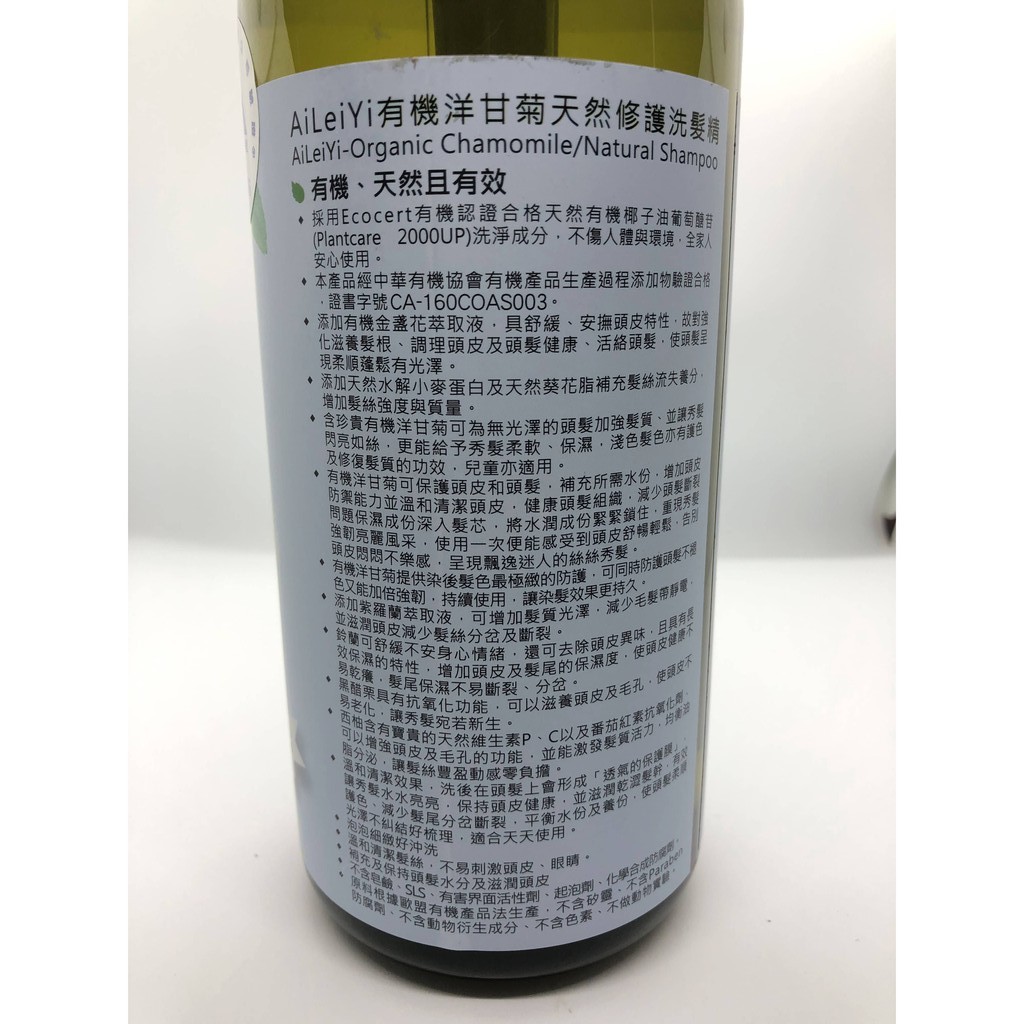 AiLeiYi有機洋甘菊天然修護洗髮精
AiLeiYi-Organic Chamomile/Natural Shampoo
有機、天然且有效
採用Ecocert有機認證合格天然有機椰子油葡萄醣苷
(Plantcare 2000UP)洗淨成分，不傷人體與環境，全家人
安心使用。
本產品經中華有機協會有機產品生產過程添加物驗證合格
，證書字號CA-160COAS003。
添加有機金盞花萃取液，具舒緩、安撫頭皮特性，故對強
化滋養髮根、調理頭皮及頭髮健康、活絡頭髮，使頭髮呈
現柔順蓬鬆有光澤。
添加天然水解小麥蛋白及天然葵花脂補充髮絲流失養分，
增加髮絲強度與質量。
含珍貴有機洋甘菊可為無光澤的頭髮加強髮質、並讓秀髮
閃亮如絲，更能給予秀髮柔軟、保濕，淺色髮色亦有護色
及修復髮質的功效，兒童亦適用。
有機洋甘菊可保護頭皮和頭髮，補充所需水份，增加頭皮
防禦能力並溫和清潔頭皮，健康頭髮組織，減少頭髮斷裂
問題保濕成份深入髮芯，將水潤成份緊緊鎖住，重現秀髮
強韌亮麗風采，使用一次便能感受到頭皮舒暢輕鬆，告別
頭皮悶悶不樂感，呈現飄逸迷人的絲絲秀髮。
有機洋甘菊提供染後髮色最極緻的防護，可同時防護頭髮不褪
色又能加倍強韌，持續使用，讓染髮效果更持久。
添加紫羅蘭萃取液，可增加髮質光澤，減少毛髮帶靜電，
並滋潤頭皮減少髮絲分岔及斷裂。
鈴蘭可舒緩不安身心情緒，還可去除頭皮異味，且具有長
效保濕的特性，增加頭皮及髮尾的保濕度，使頭皮健康不
易乾癢，髮尾保濕不易斷裂、分岔。
黑醋栗具有抗氧化功能，可以滋養頭皮及毛孔，使頭皮不
易老化，讓秀髮宛若新生。
西柚含有寶貴的天然維生素P、C以及番茄紅素抗氧化劑，
可以增強頭皮及毛孔的功能，並能激發髮質活力，均衡油
脂分泌，讓髮絲豐盈動感零負擔。
溫和清潔效果，洗後在頭髮上會形成「透氣的保護膜」，
讓秀髮水水亮亮，保持頭皮健康，並滋潤乾澀髮幹，有效
護色、減少髮尾分岔斷裂，平衡水份及養份，使頭髮柔順
光澤不糾結好梳理，適合天天使用。
泡泡細緻好沖洗
溫和清潔髮絲，不易刺激頭皮、眼睛。
補充及保持頭髮水分及滋潤頭皮
不含皂鹼、SLS、有害界面活性劑、起泡劑、化學合成防腐劑，
原料根據歐盟有機產品法生產，不含矽靈、不含Paraben
防腐劑、不含動物衍生成分、不含色素、不做動物實驗。